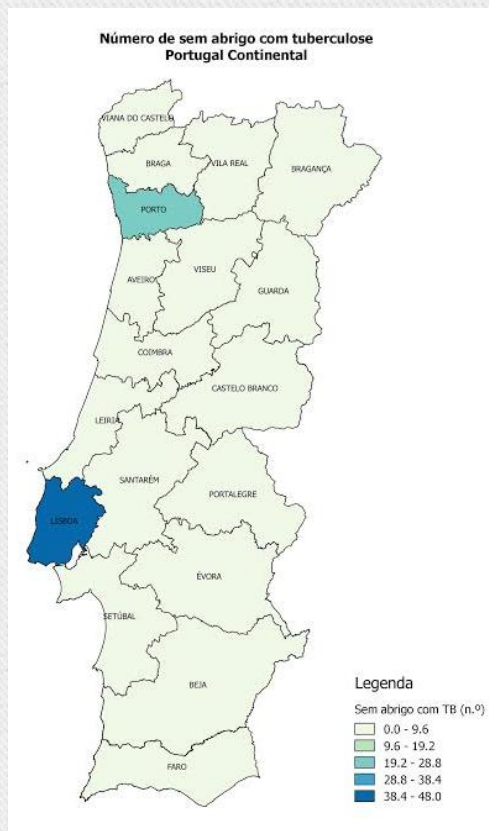 Número de sem abrigo com tuberculose
Portugal Continental
VIANA DO CASTELO
BRAGA
VILA REAL
BRAGANÇA
PORTO
AVEIRO
VISEU
GUARDA
COIMBRA
CASTELO BRANCO
LEIRIA
SANTARÉM
PORTALEGRE
LISBOA
ÉVORA
SETÚBAL
BEJA
FARO
Legenda
Sem abrigo com TB (n.º)
0.0 - 9.6
9.6 - 19.2
19.2 - 28.8
28.8 - 38.4
38.4 - 48.0